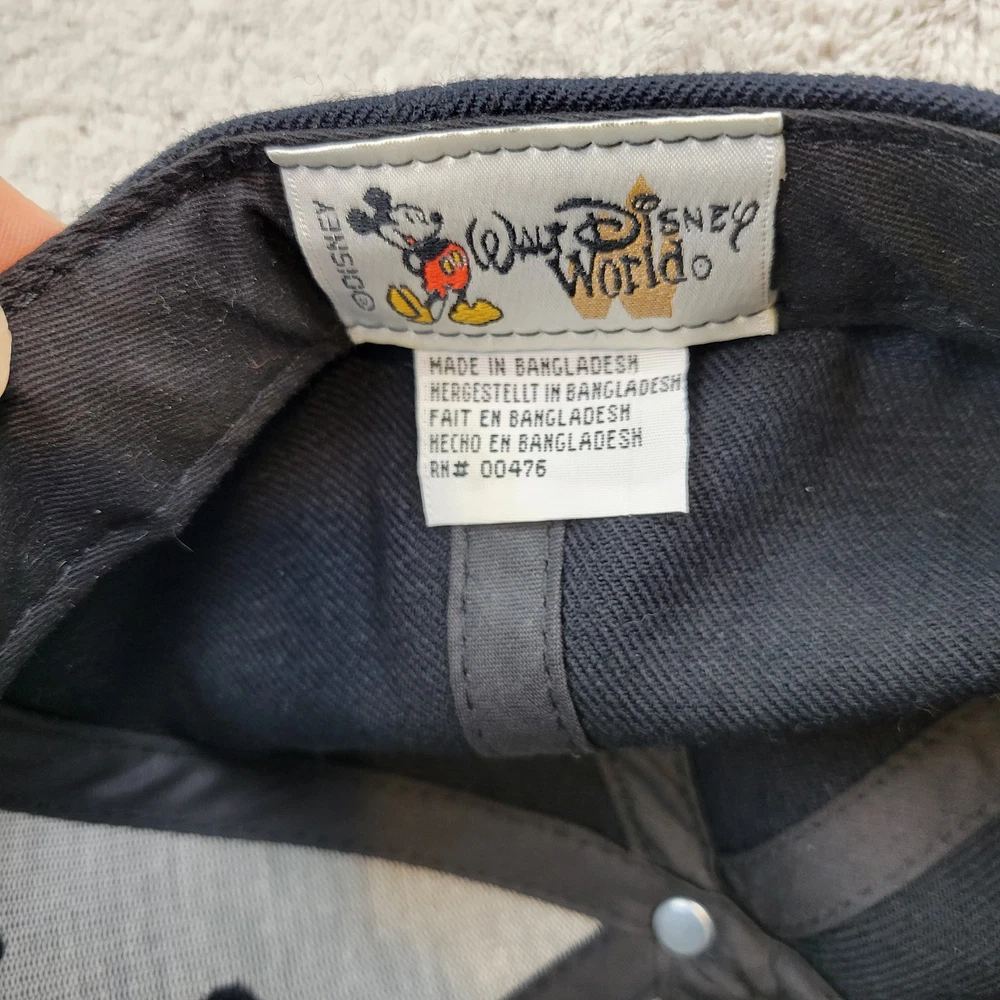 ©DISNEY
WALT DISNEY
World®
MADE IN BANGLADESH
HERGESTELLT IN BANGLADESH
FAIT EN BANGLADESH
HECHO EN BANGLADESH
RN# 00476